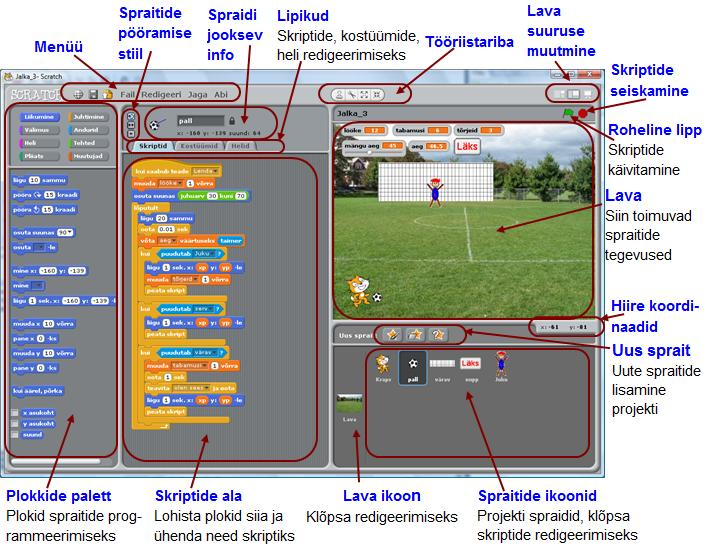 Menüü
Spraitide
pööramise
stiil
Spraidi
jooksev
info
Lipikud
Skriptide, kostüümide,
heli redigeerimiseks
Tööriistariba
Lava
suuruse
muutmine
Skriptide
seiskamine
Roheline lipp
Skriptide
käivitamine
Lava
Siin toimuvad
spraitide
tegevused
Hiire koordi-
naadid
Uus sprait
Uute spraitide
lisamine
projekti
Jalka_3- Scratch
SCRATCH
Fail Redigeeri Jaga Abi
Liikumine Juhtimine
Välimus Andurid
Heli Tehted
Pliiats Muutujad
liigu 10 sammu
pööra 15 kraadi
pööra 15 kraadi
osuta suunas 90
osuta -le
mine x: -160 y: -139
mine
liigu 1 sek. x: -160 y: -139 -l
muuda x 10 võrra
pane x 0 -ks
muuda y 10 võrra
pane y 0 -ks
kui äärel, põrka
x asukoht
y asukoht
suund
pall
x: -160 y: -139 suund: 64
Skriptid Kostüümid Helid
kui saabub teade Lenda
muuda lööke 1 võrra
osuta suunas juhuarv 30 kuni 70
lõputult
liigu 20 sammu
oota 0.01 sek
võta aeg väärtuseks taimer
kui puudutab Juku ?
liigu 1 sek. x: xp y: yp -le
muuda tõrjeid 1 võrra
peata skript
kui puudutab serv ?
liigu 1 sek. x: xp y: yp -le
peata skript
kui puudutab värav ?
muuda tabamusi 1 võrra
oota 1 sek
teavita olen sees ja oota
liigu 1 sek. x: xp y: yp -le
peata skript
Jalka_3
lööke 12 tabamusi 6 tõrjeid 3
mängu aeg 45 aeg 46.5 Läks
x: -61 y: -81
Uus sprait
Kraps pall värav nupp Juku
Läks
Lava
Plokkide palett
Plokid spraitide prog-
rammeerimiseks
Skriptide ala
Lohista plokid siia ja
ühenda need skriptiks
Lava ikoon
Klõpsa redigeerimiseks
Spraitide ikoonid
Projekti spraidid, klõpsa
skriptide redigeerimiseks